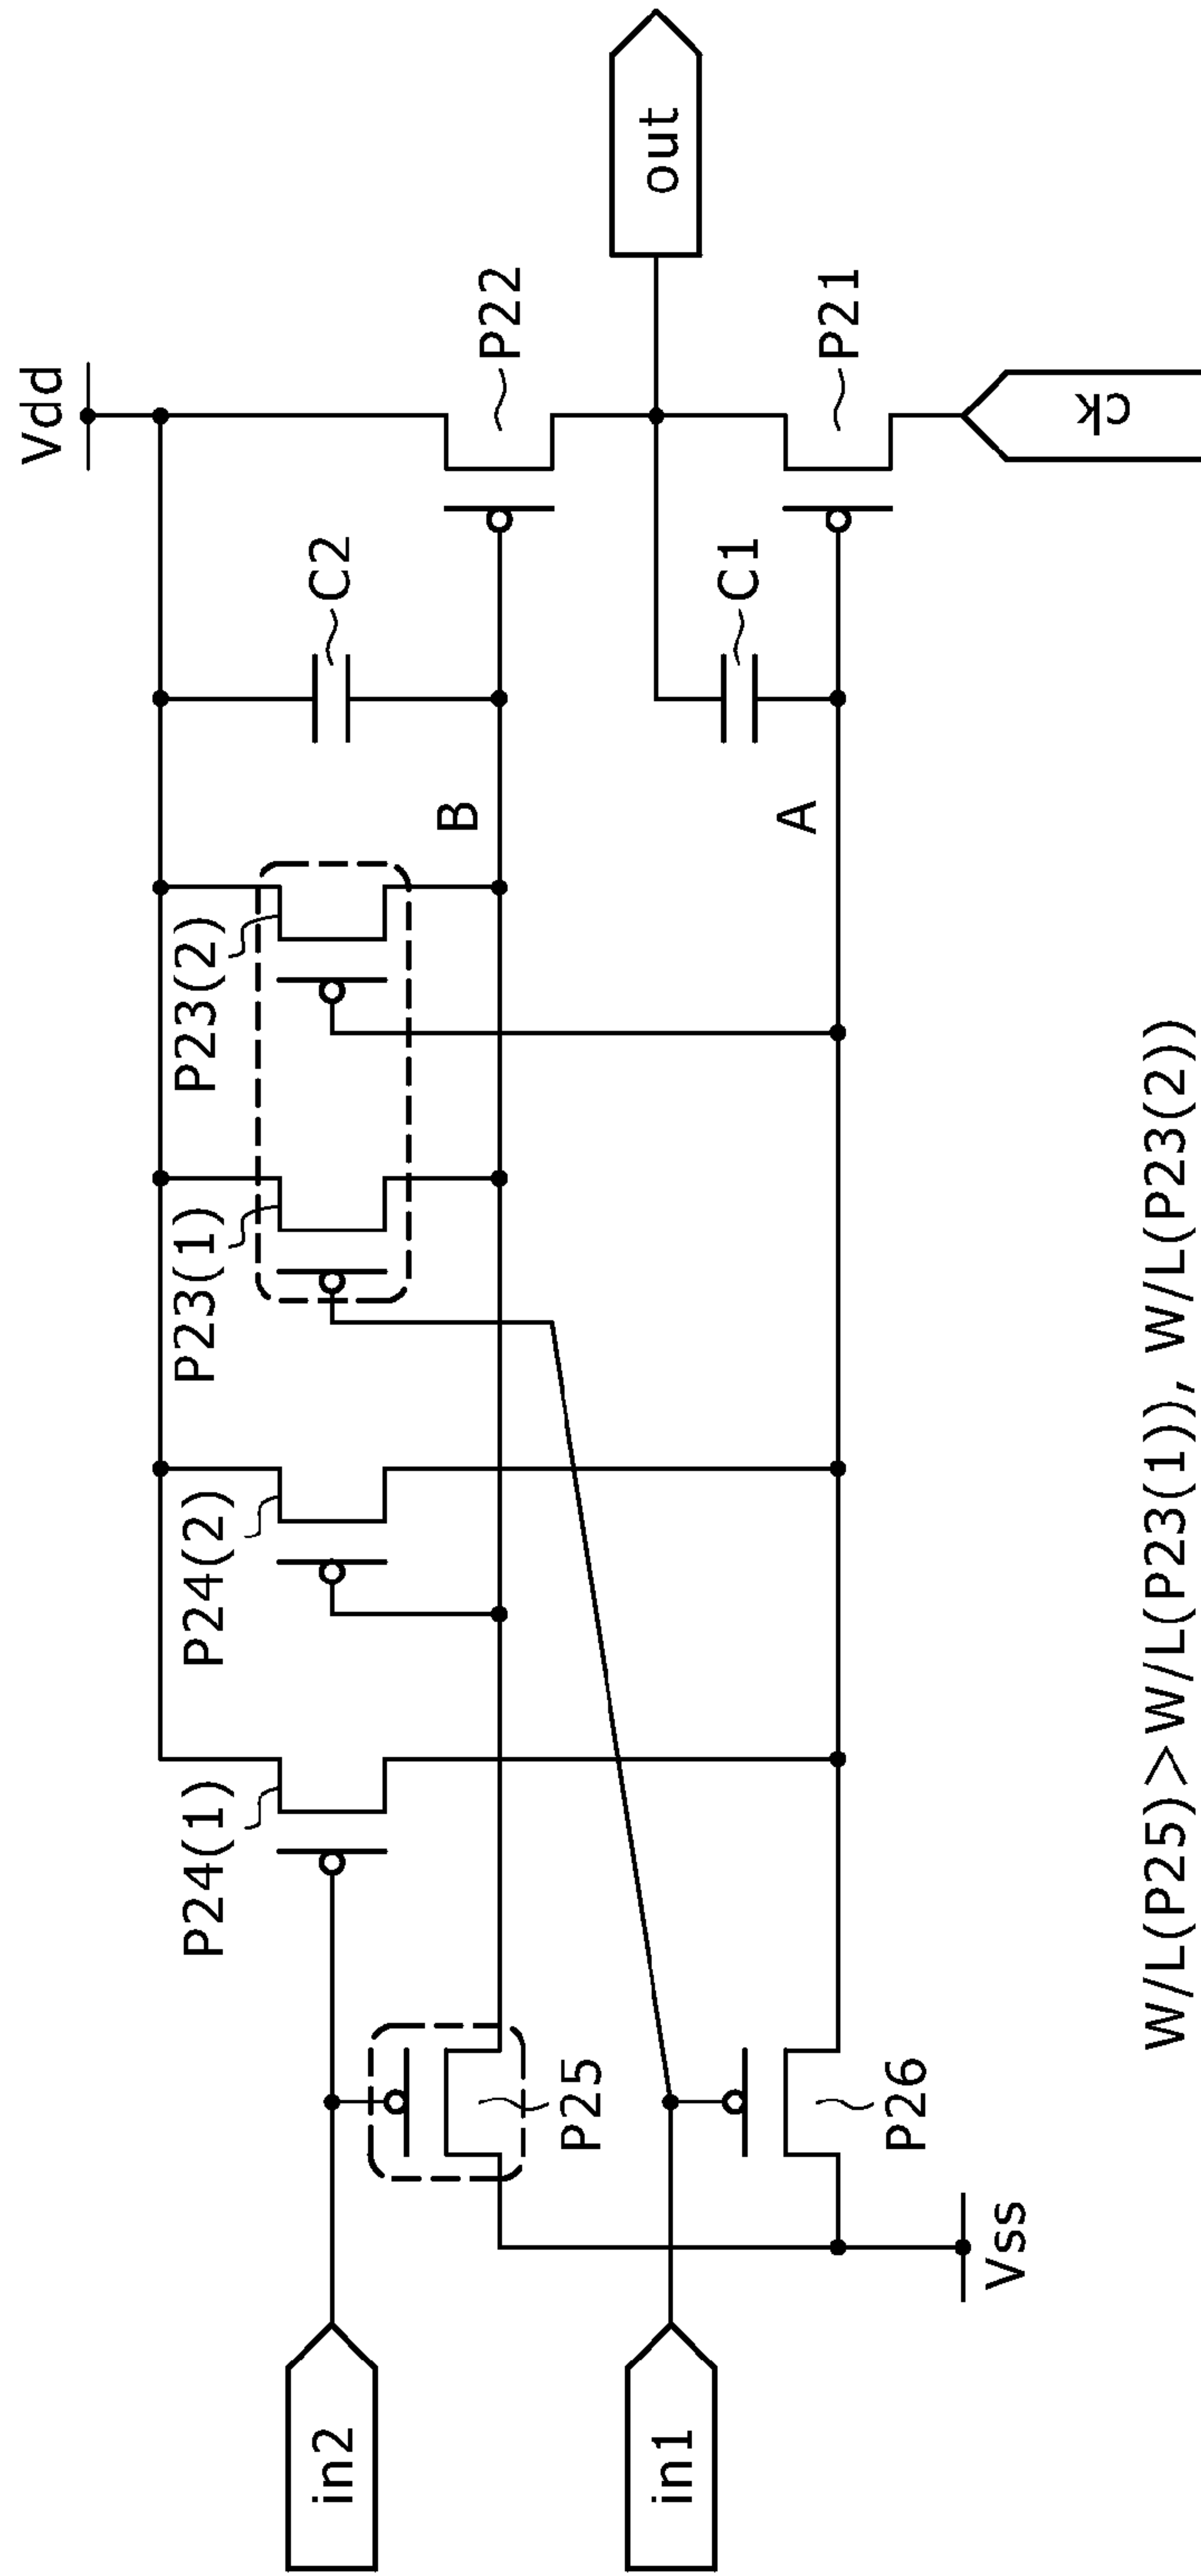 Vdd
P24(1)
P24(2)
P23(1)
P23(2)
C2
P22
in2
P25
B
out
in1
C1
P21
P26
A
Vss
ck
W/L(P25)>W/L(P23(1)), W/L(P23(2))